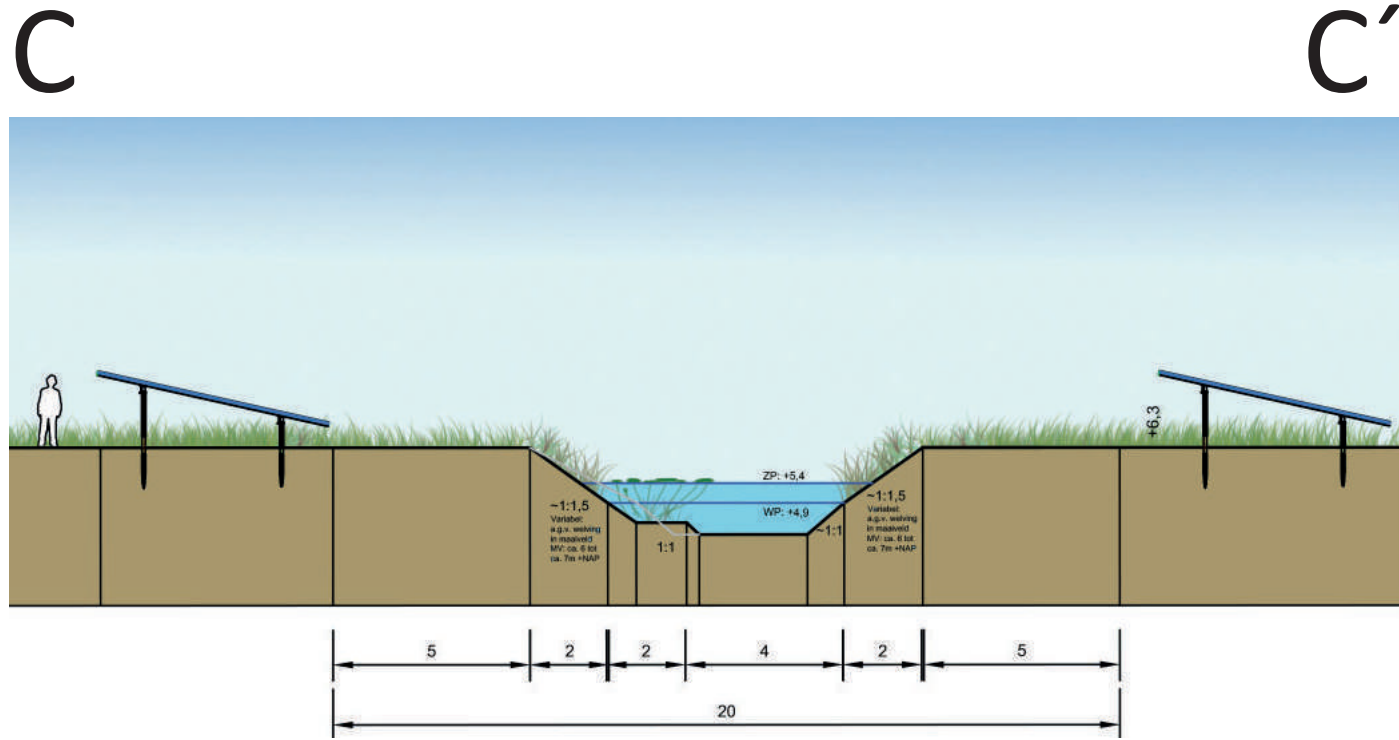 C
C′
+6,3
ZP: +5,4
WP: +4,9
~1:1,5
Variabel:
a.g.v. welving
in maaiveld
MV: ca. 6 tot
ca. 7m +NAP
1:1
~1:1
~1:1,5
Variabel:
a.g.v. welving
in maaiveld
MV: ca. 6 tot
ca. 7m +NAP
5
2
2
4
2
5
20